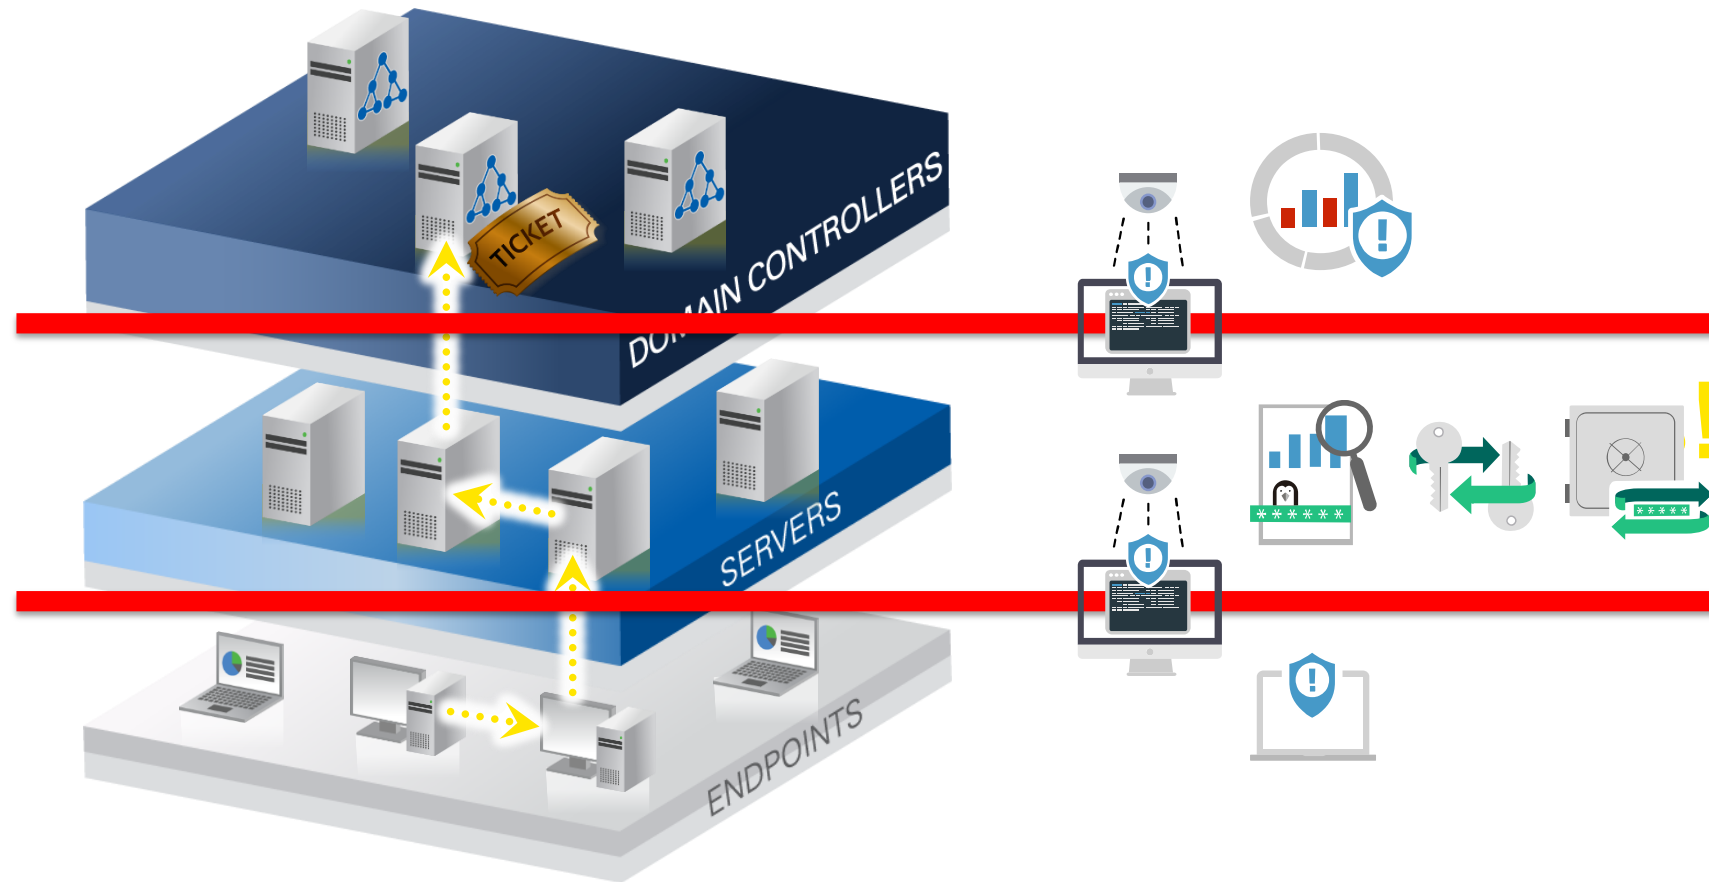 TICKET
DOMAIN CONTROLLERS
SERVERS
******
*****
ENDPOINTS